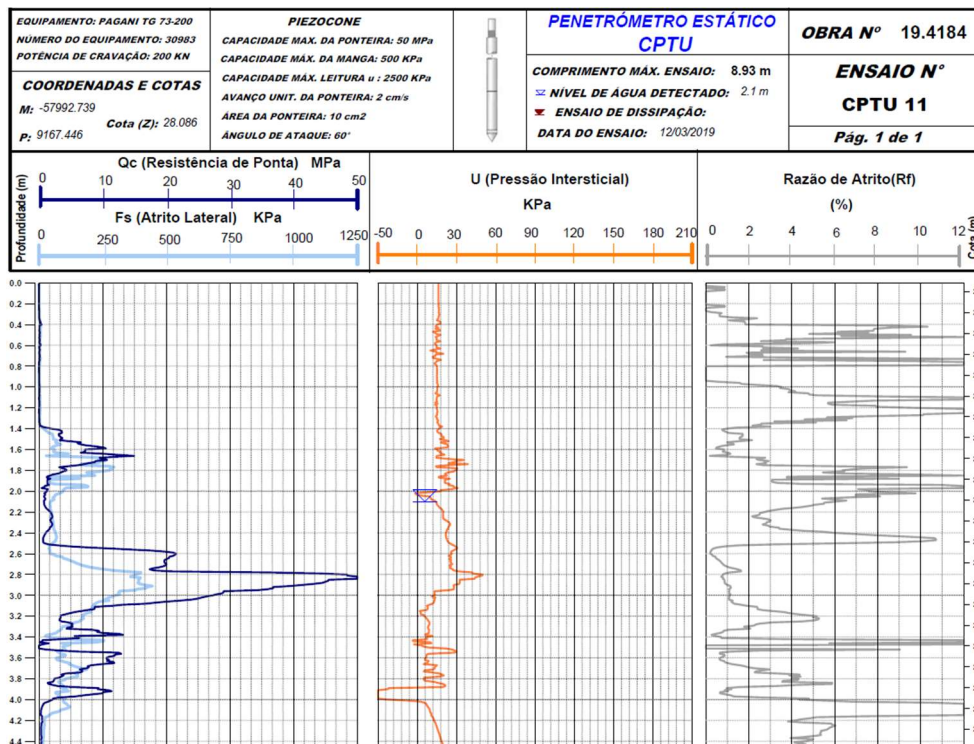 EQUIPAMENTO: PAGANI TG 73-200
NÚMERO DO EQUIPAMENTO: 30983
POTÊNCIA DE CRAVAÇÃO: 200 KN
COORDENADAS E COTAS
M: -57992.739
Cota (Z): 28.086
P: 9167.446
PIEZOCONE
CAPACIDADE MAX. DA PONTEIRA: 50 MPa
CAPACIDADE MÁX. DA MANGA: 500 KPa
CAPACIDADE MÁX. LEITURA u : 2500 KPa
AVANÇO UNIT. DA PONTEIRA: 2 cm/s
ÁREA DA PONTEIRA: 10 cm2
ÂNGULO DE ATAQUE: 60°
PENETRÓMETRO ESTÁTICO
CPTU
COMPRIMENTO MÁX. ENSAIO: 8.93 m
NÍVEL DE ÁGUA DETECTADO: 2.1 m
ENSAIO DE DISSIPAÇÃO:
DATA DO ENSAIO: 12/03/2019
OBRA Nº 19.4184
ENSAIO N°
CPTU 11
Pág. 1 de 1
Profundidade (m)
Qc (Resistência de Ponta) MPa
0 10 20 30 40 50
Fs (Atrito Lateral) KPa
0 250 500 750 1000 1250
U (Pressão Intersticial)
KPa
-50 0 30 60 90 120 150 180 210
Razão de Atrito(Rf)
(%)
0 2 4 6 8 10 12
Cota (m)
0.0
0.2
0.4
0.6
0.8
1.0
1.2
1.4
1.6
1.8
2.0
2.2
2.4
2.6
2.8
3.0
3.2
3.4
3.6
3.8
4.0
4.2
4.4